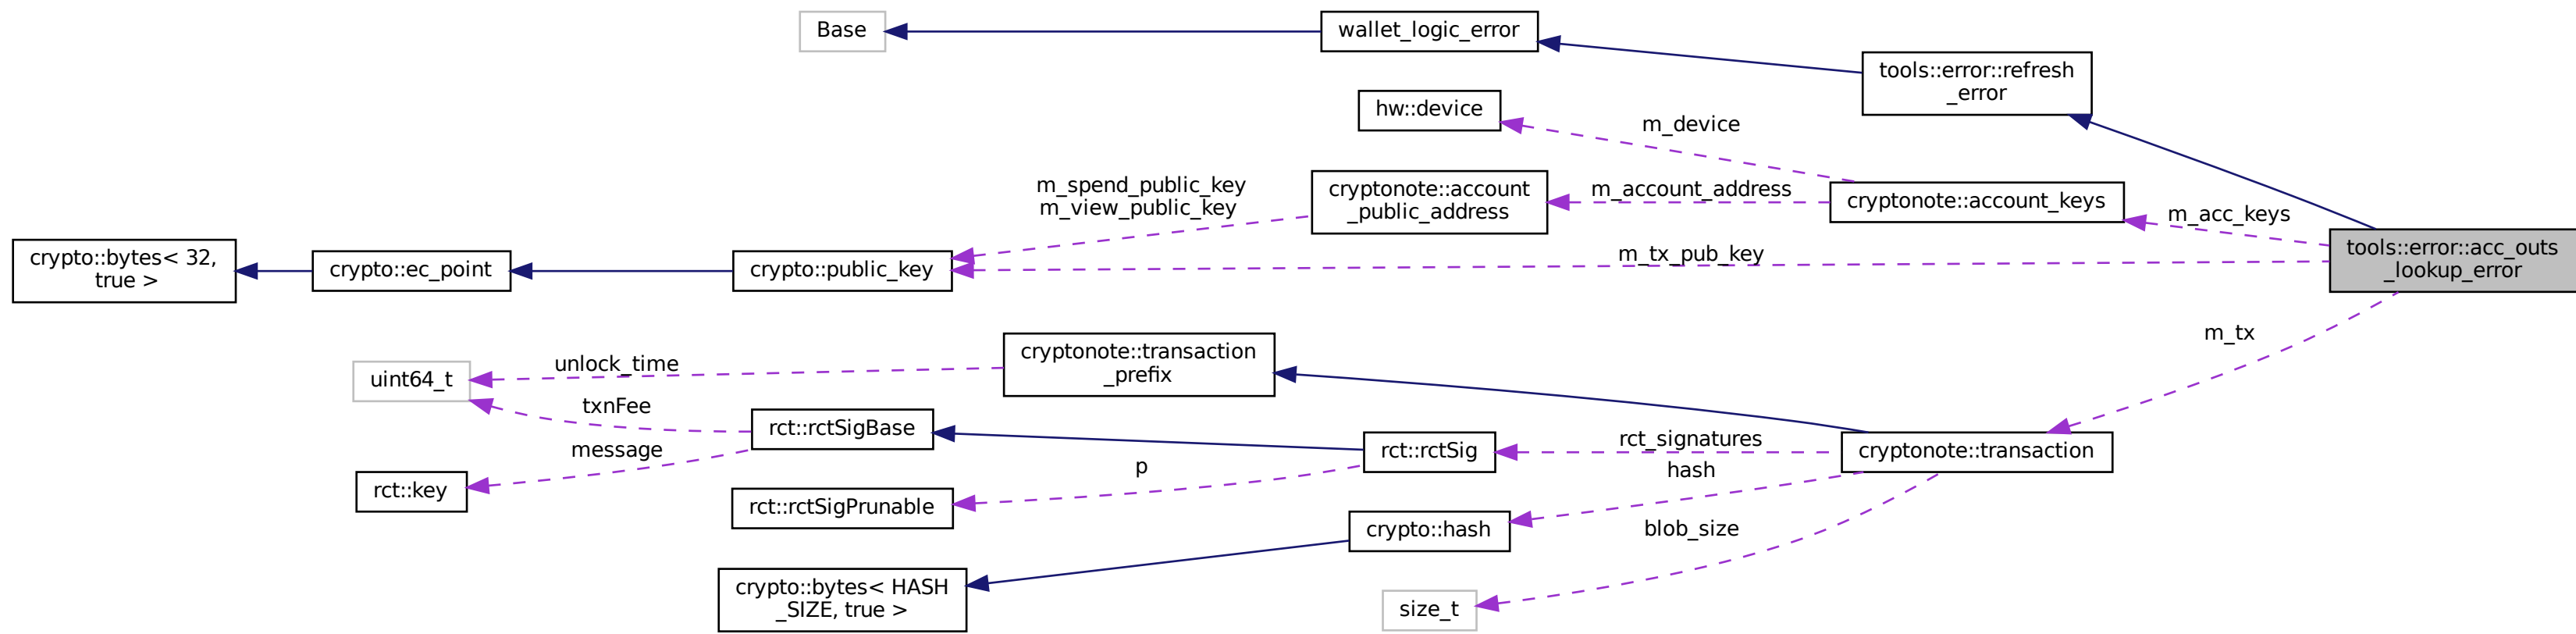 Base
wallet_logic_error
tools::error::refresh
_error
hw::device
m_device
m_spend_public_key
m_view_public_key
cryptonote::account
_public_address
m_account_address
cryptonote::account_keys
m_acc_keys
crypto::bytes< 32,
true >
crypto::ec_point
crypto::public_key
m_tx_pub_key
tools::error::acc_outs
_lookup_error
m_tx
uint64_t
unlock_time
cryptonote::transaction
_prefix
txnFee
rct::rctSigBase
message
rct::key
rct::rctSig
rct_signatures
cryptonote::transaction
p
hash
rct::rctSigPrunable
crypto::hash
blob_size
crypto::bytes< HASH
_SIZE, true >
size_t